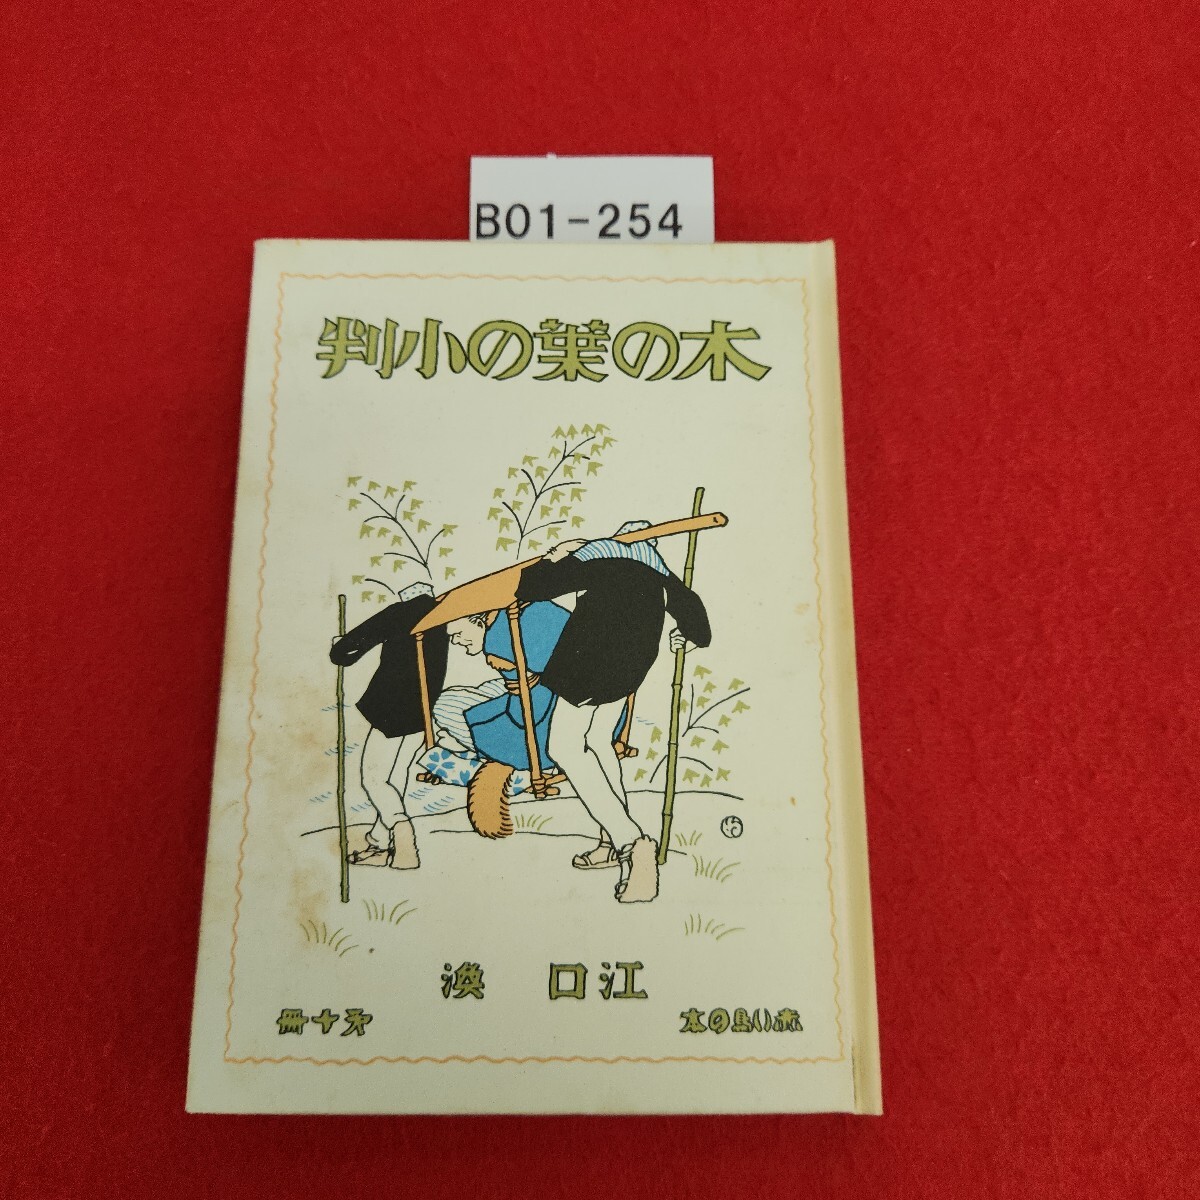 B01-254
木の葉の小判
江口 渙
赤い鳥の本
第十冊